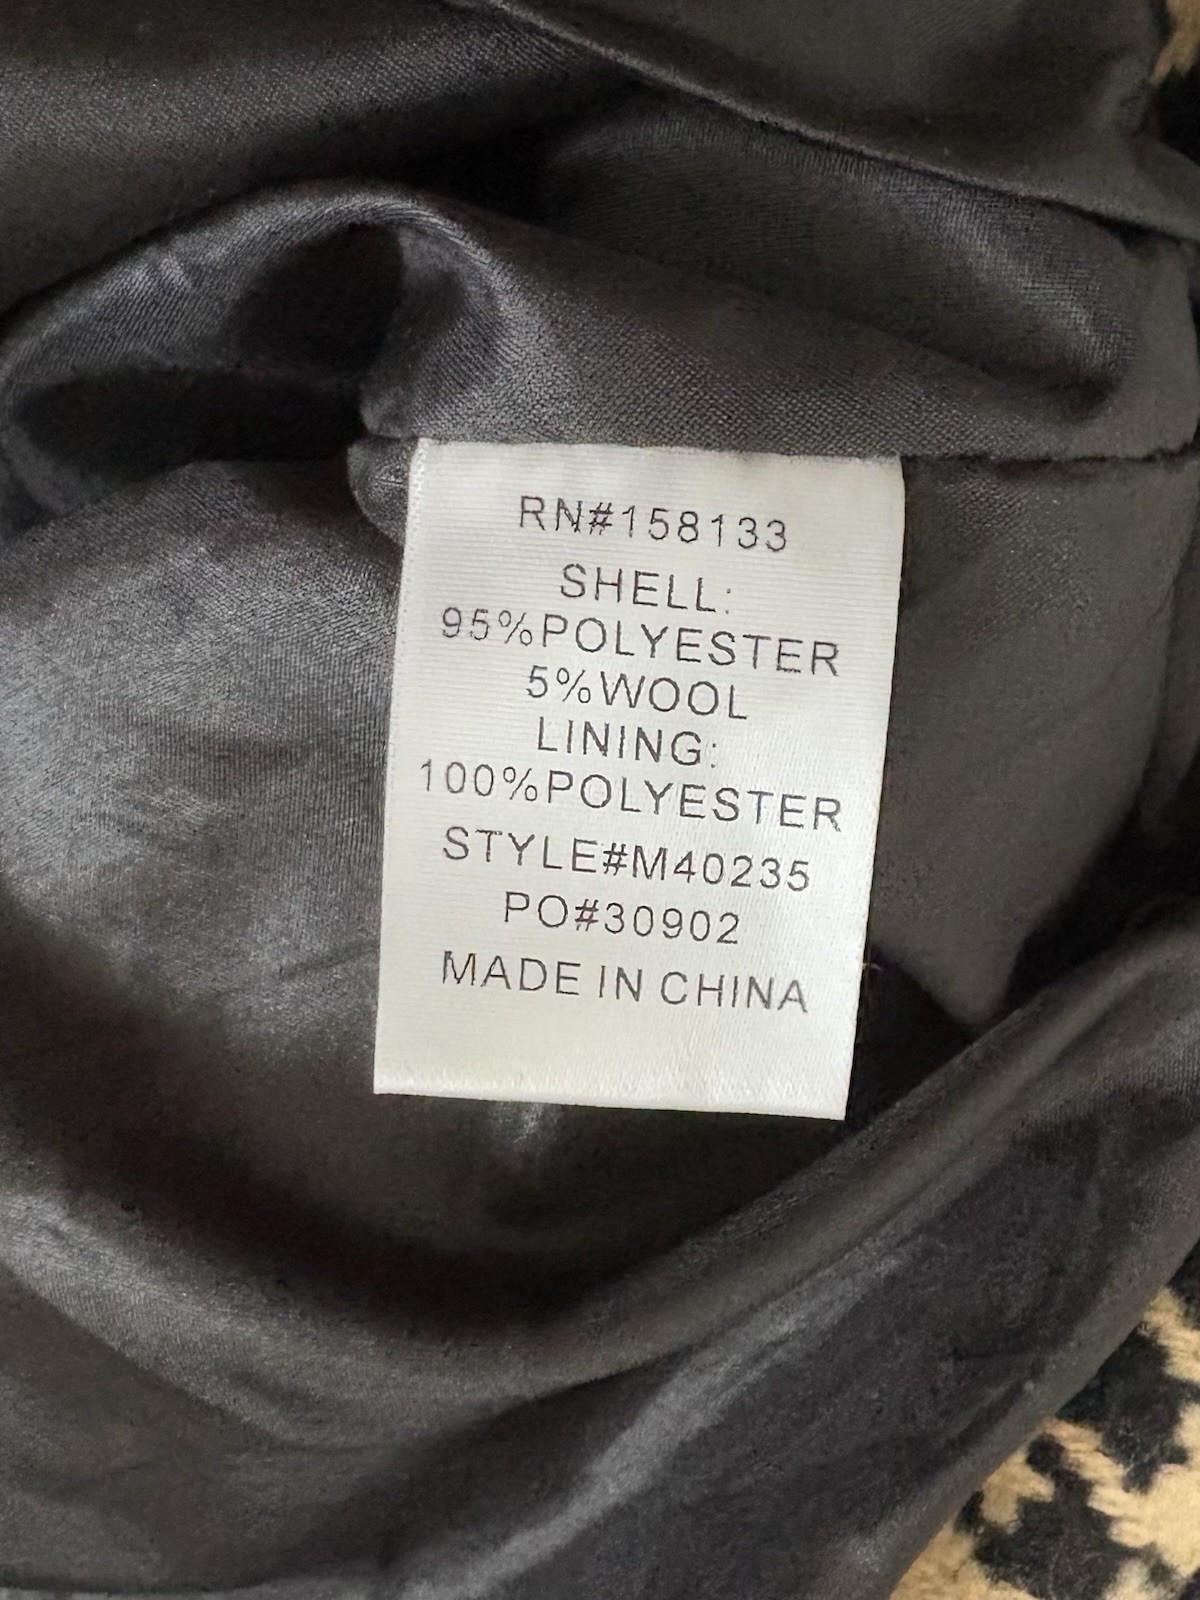 RN#158133
SHELL:
95%POLYESTER
5%WOOL
LINING:
100%POLYESTER
STYLE#M40235
PO#30902
MADE IN CHINA